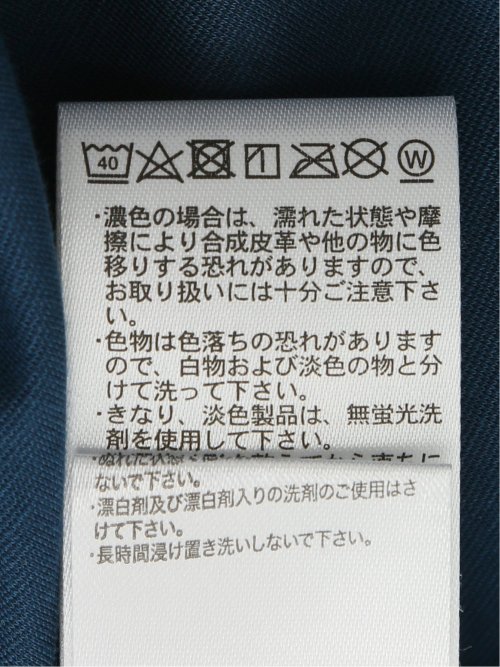 40 W
・濃色の場合は、濡れた状態や摩
擦により合成皮革や他の物に色
移りする恐れがありますので、
お取り扱いには十分ご注意下さ
い。
・色物は色落ちの恐れがあります
ので、白物および淡色の物と分
けて洗って下さい。
・きなり、淡色製品は、無蛍光洗
剤を使用して下さい。
ないで下さい。
・漂白剤及び漂白剤入りの洗剤のご使用はさ
けて下さい。
・長時間浸け置き洗いしないで下さい。